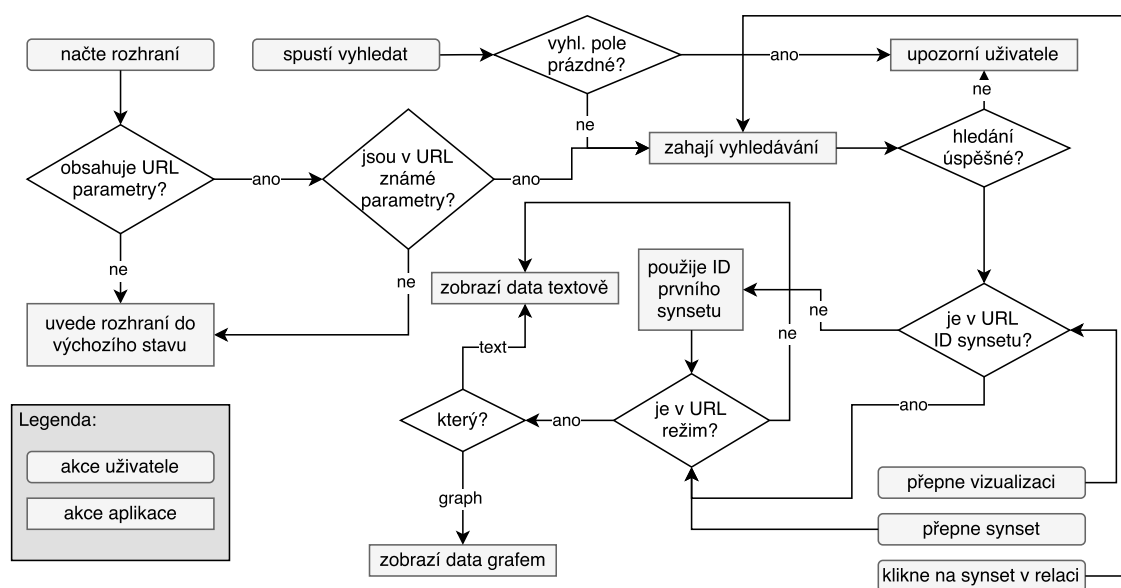 načte rozhraní
spustí vyhledat
vyhl. pole
prázdné?
ano
upozorní uživatele
ne
ne
obsahuje URL
parametry?
ano
jsou v URL
známé
parametry?
ano
zahají vyhledávání
hledání
úspěšné?
ne
ne
zobrazí data textově
použije ID
prvního
synsetu
ne
ne
je v URL
ID synsetu?
uvede rozhraní do
výchozího stavu
text
ano
který?
ano
je v URL
režim?
Legenda:
akce uživatele
akce aplikace
graph
zobrazí data grafem
přepne vizualizaci
přepne synset
klikne na synset v relaci